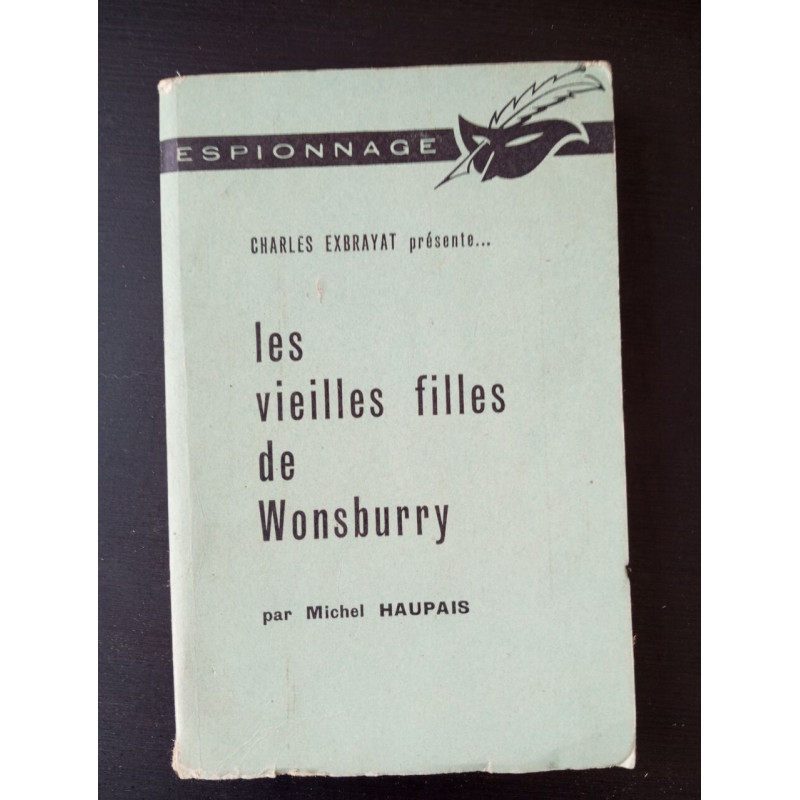 ESPIONNAGE
CHARLES EXBRAYAT présente...
les
vieilles filles
de
Wonsburry
par Michel HAUPAIS